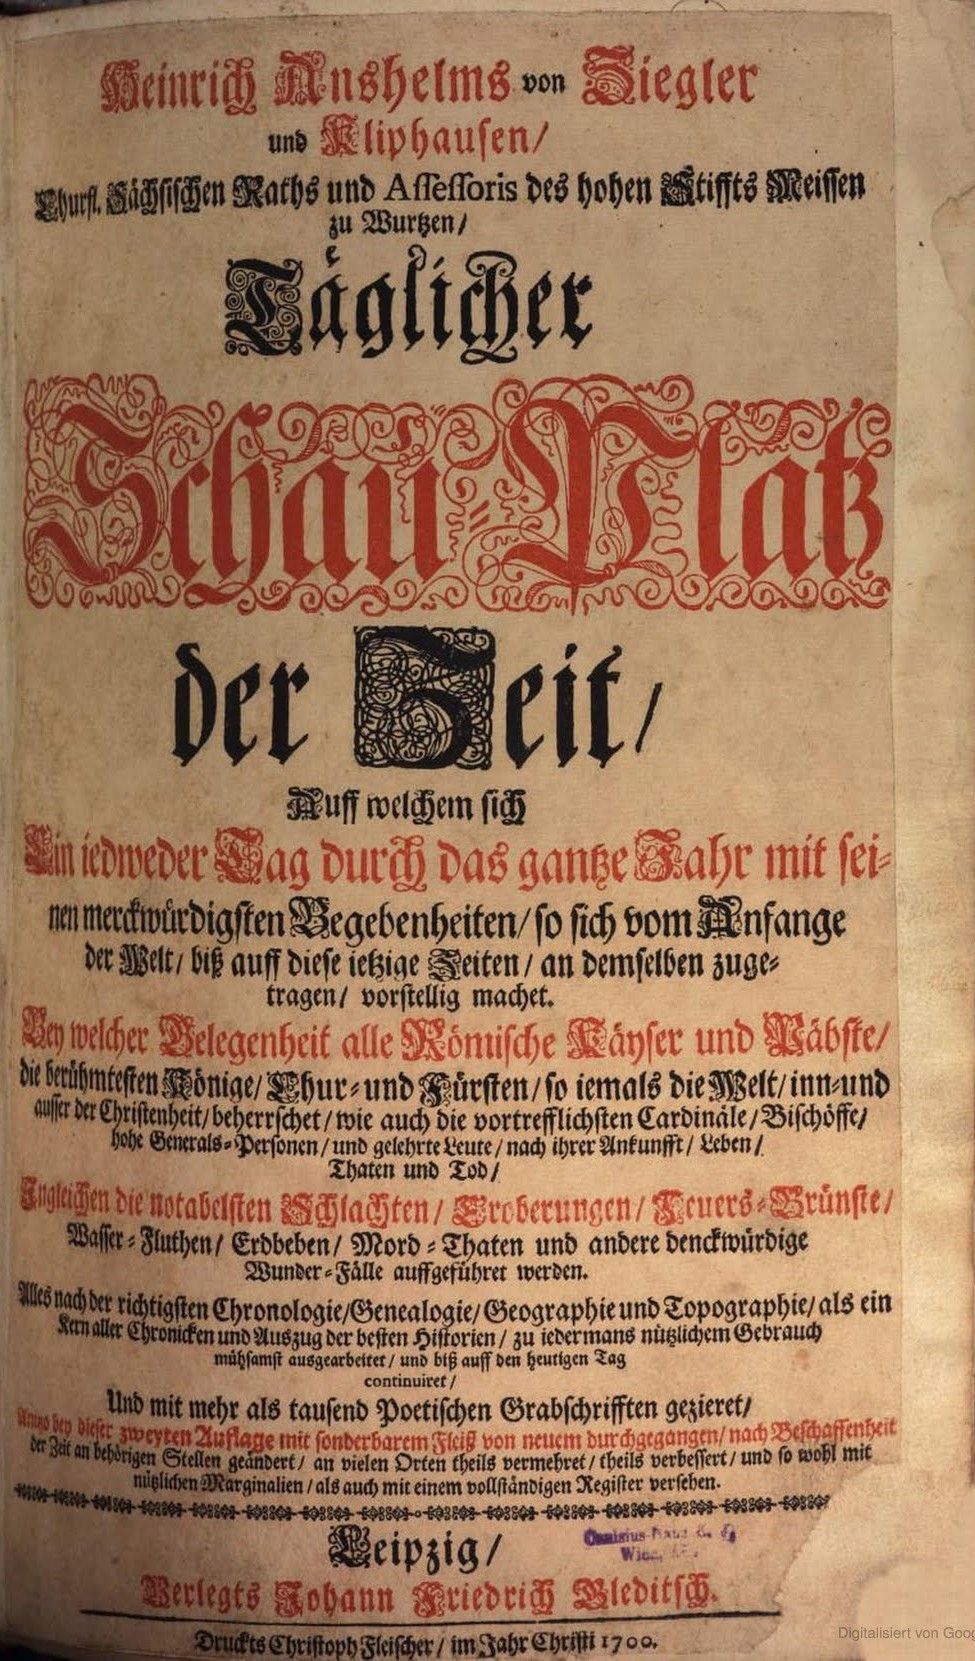 Heinrich Anshelms von Ziegler
und Kliphausen/
Churfl. Sächsischen Raths und Assessoris des hohen Stiffts Meissen
zu Wurtzen/
Täglicher
Schau-Platz
der Zeit/
Auff welchem sich
Ein iedweder Tag durch das gantze Jahr mit sei-
nen merckwürdigsten Begebenheiten/ so sich vom Anfange
der Welt/ biß auff diese ietzige Zeiten/ an demselben zuge-
tragen/ vorstellig machet.
Bey welcher Gelegenheit alle Römische Käyser und Päbste/
die berühmtesten Könige/ Chur- und Fürsten/ so iemals die Welt/ inn- und
ausser der Christenheit/ beherrschet/ wie auch die vortrefflichsten Cardinäle/ Bischöffe/
hohe Generals-Personen/ und gelehrte Leute/ nach ihrer Ankunfft/ Leben/
Thaten und Tod/
Ingleichen die notabelsten Schlachten/ Eroberungen/ Feuers-Brünste/
Wasser-Fluthen/ Erdbeben/ Mord-Thaten und andere denckwürdige
Wunder-Fälle auffgeführet werden.
Alles nach der richtigsten Chronologie/ Genealogie/ Geographie und Topographie/ als ein
Kern aller Chronicken und Auszug der besten Historien/ zu iedermans nützlichem Gebrauch
mühsamst ausgearbeitet/ und biß auff den heutigen Tag
continuiret/
Und mit mehr als tausend Poetischen Grabschrifften gezieret/
Anno bey dieser zweyten Auflage mit sonderbarem Fleiß von neuem durchgegangen/ nach Beschaffenheit
der Zeit an behörigen Stellen geändert/ an vielen Orten theils vermehret/ theils verbessert/ und so wohl mit
nützlichen Marginalien/ als auch mit einem vollständigen Register versehen.
Leipzig/
Verlegts Johann Friedrich Gleditsch.
Druckts Christoph Fleischer/ im Jahr Christi 1700.
Canisius
Wien
Digitalisiert von Goog